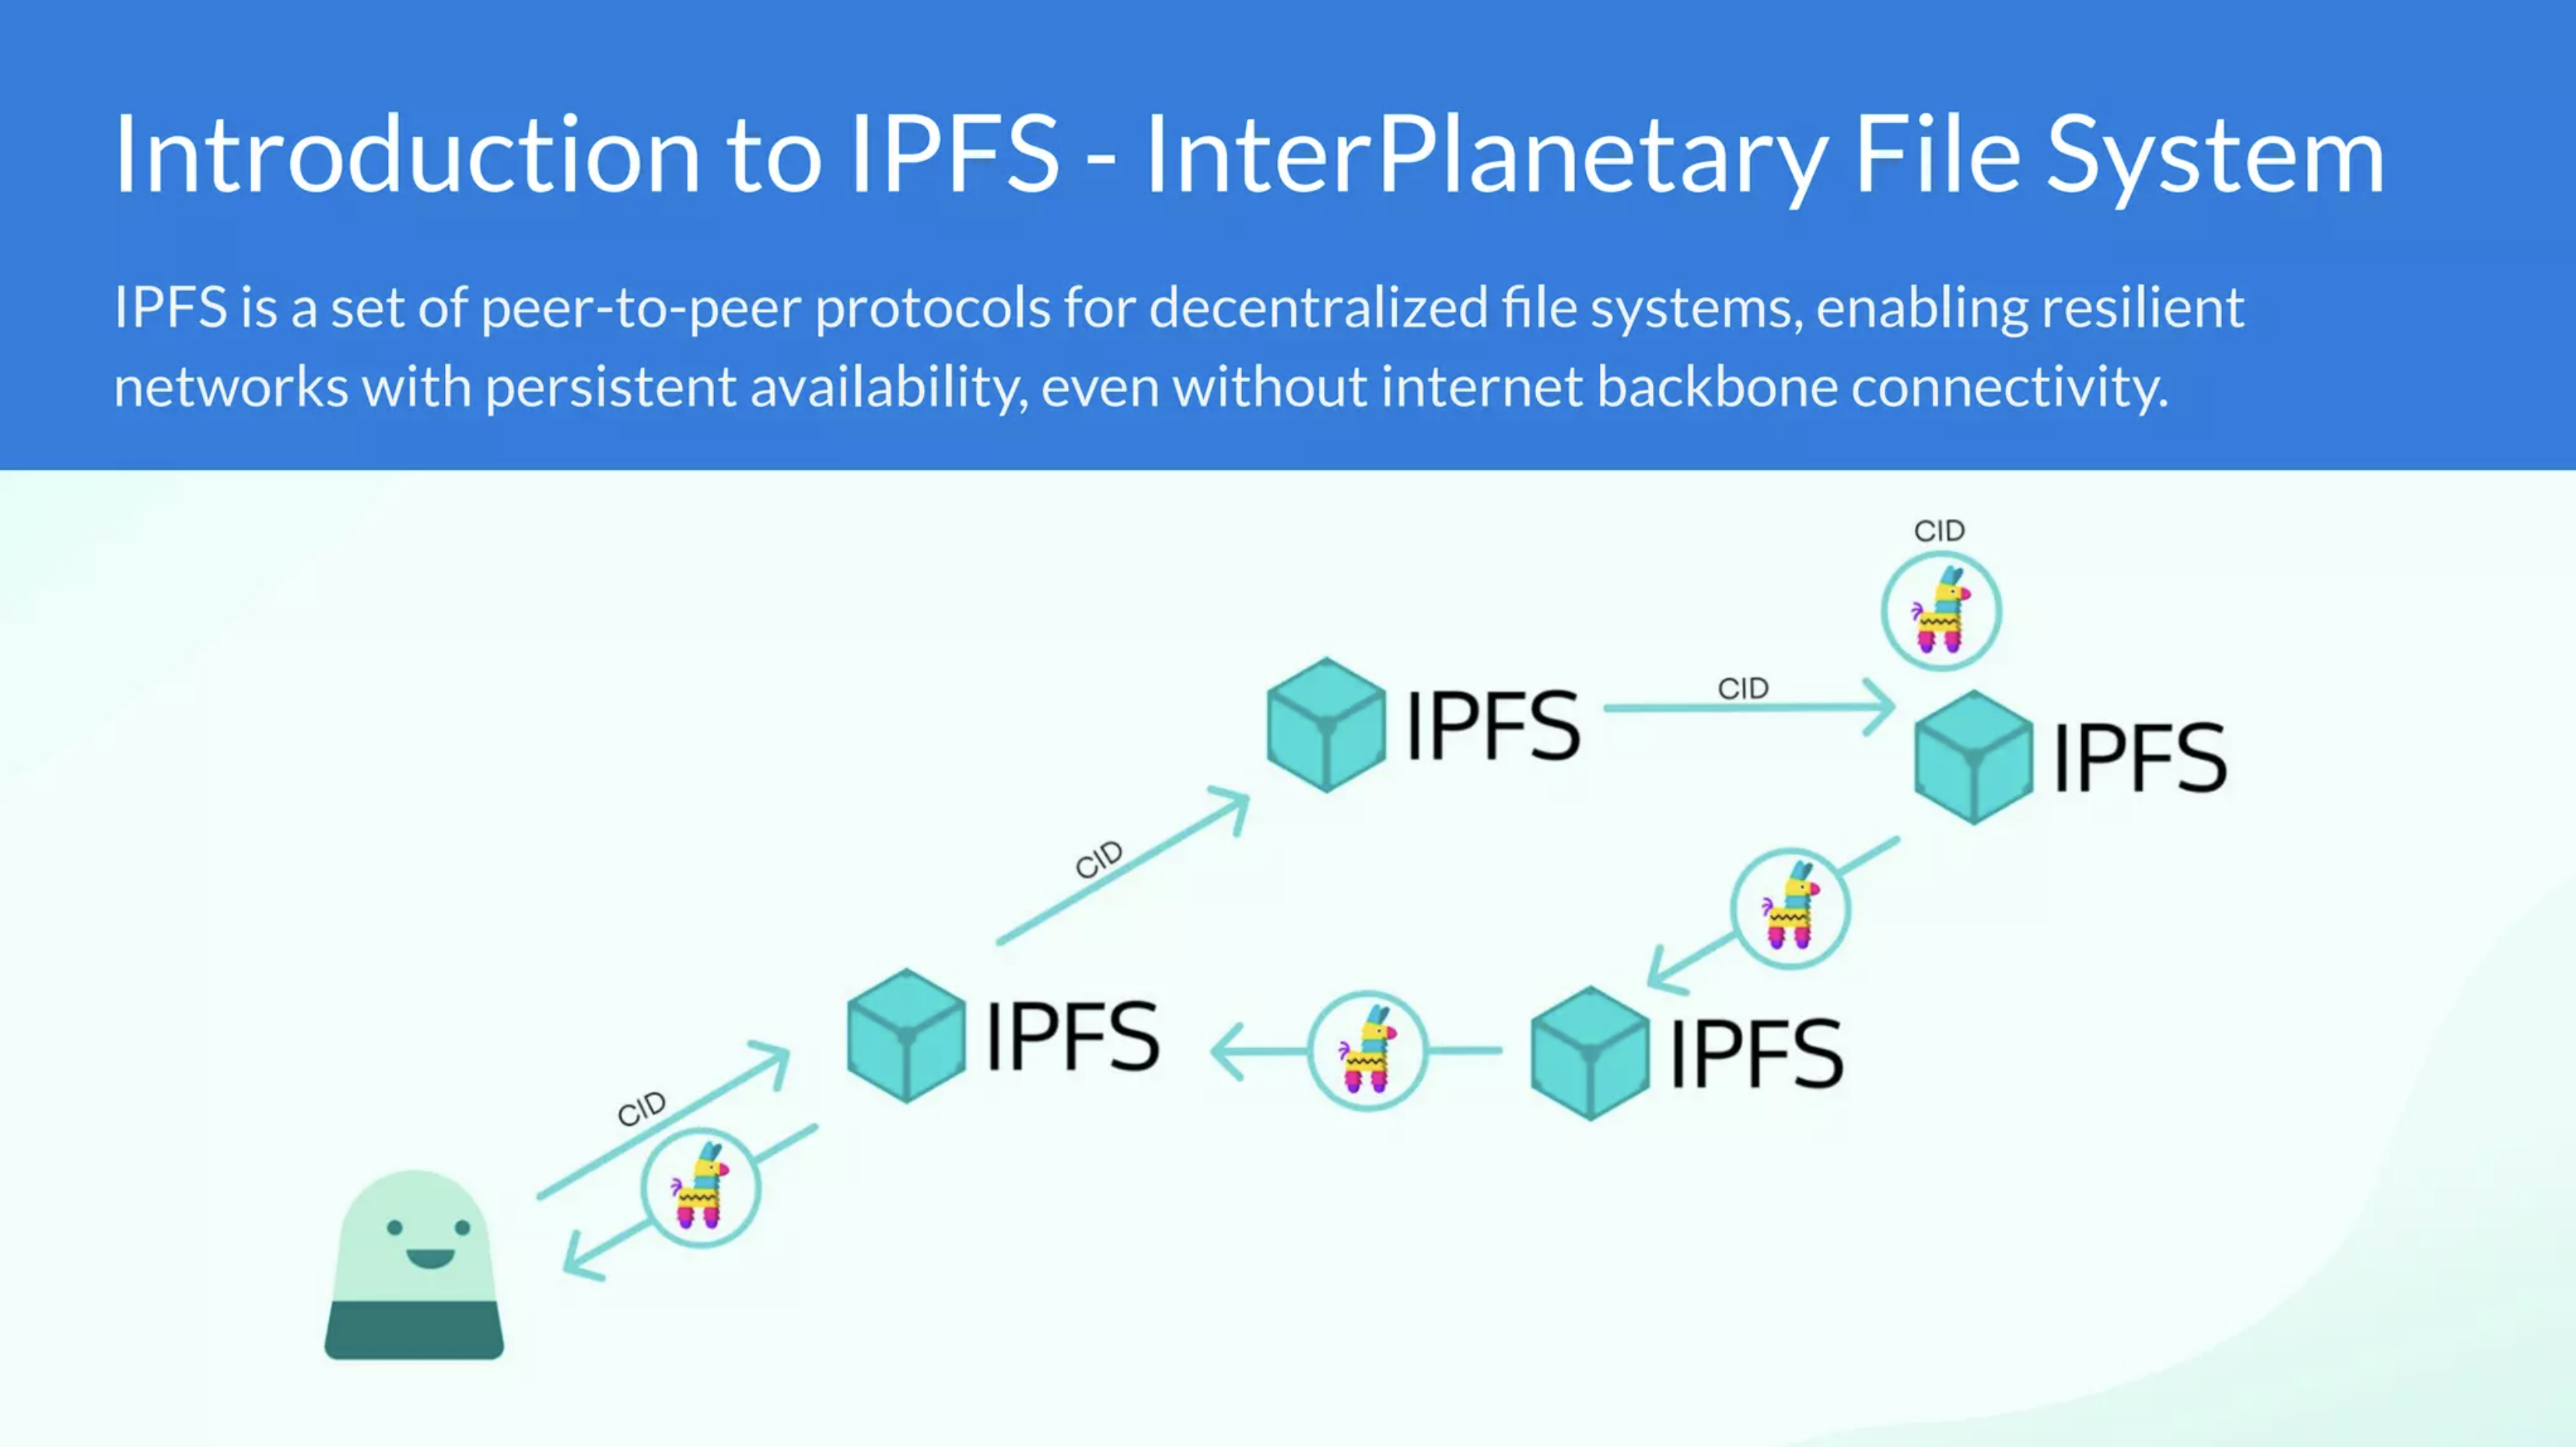 Introduction to IPFS - InterPlanetary File System
IPFS is a set of peer-to-peer protocols for decentralized file systems, enabling resilient
networks with persistent availability, even without internet backbone connectivity.
CID
CID
IPFS
IPFS
CID
IPFS
IPFS
CID